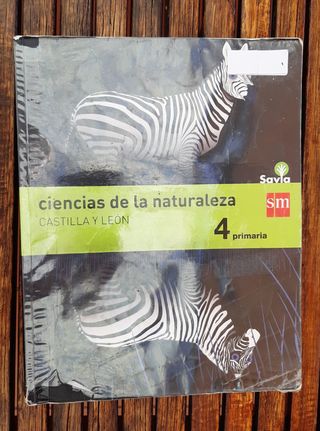 Savia
sm
ciencias de la naturaleza
CASTILLA Y LEÓN
4 primaria